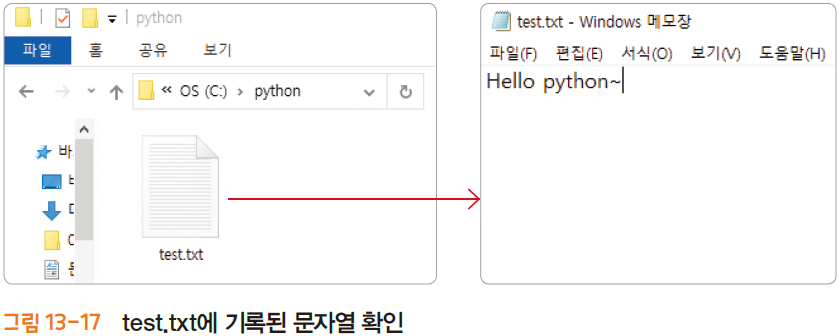 python
파일 홈 공유 보기
« OS (C:) > python
바
test.txt
test.txt - Windows 메모장
파일(F) 편집(E) 서식(O) 보기(V) 도움말(H)
Hello python~
그림 13-17 test.txt에 기록된 문자열 확인